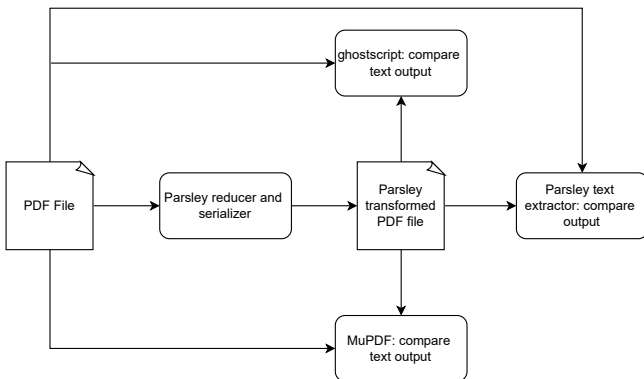 ghostscript: compare
text output
PDF File
Parsley reducer and
serializer
Parsley
transformed
PDF file
Parsley text
extractor: compare
output
MuPDF: compare
text output